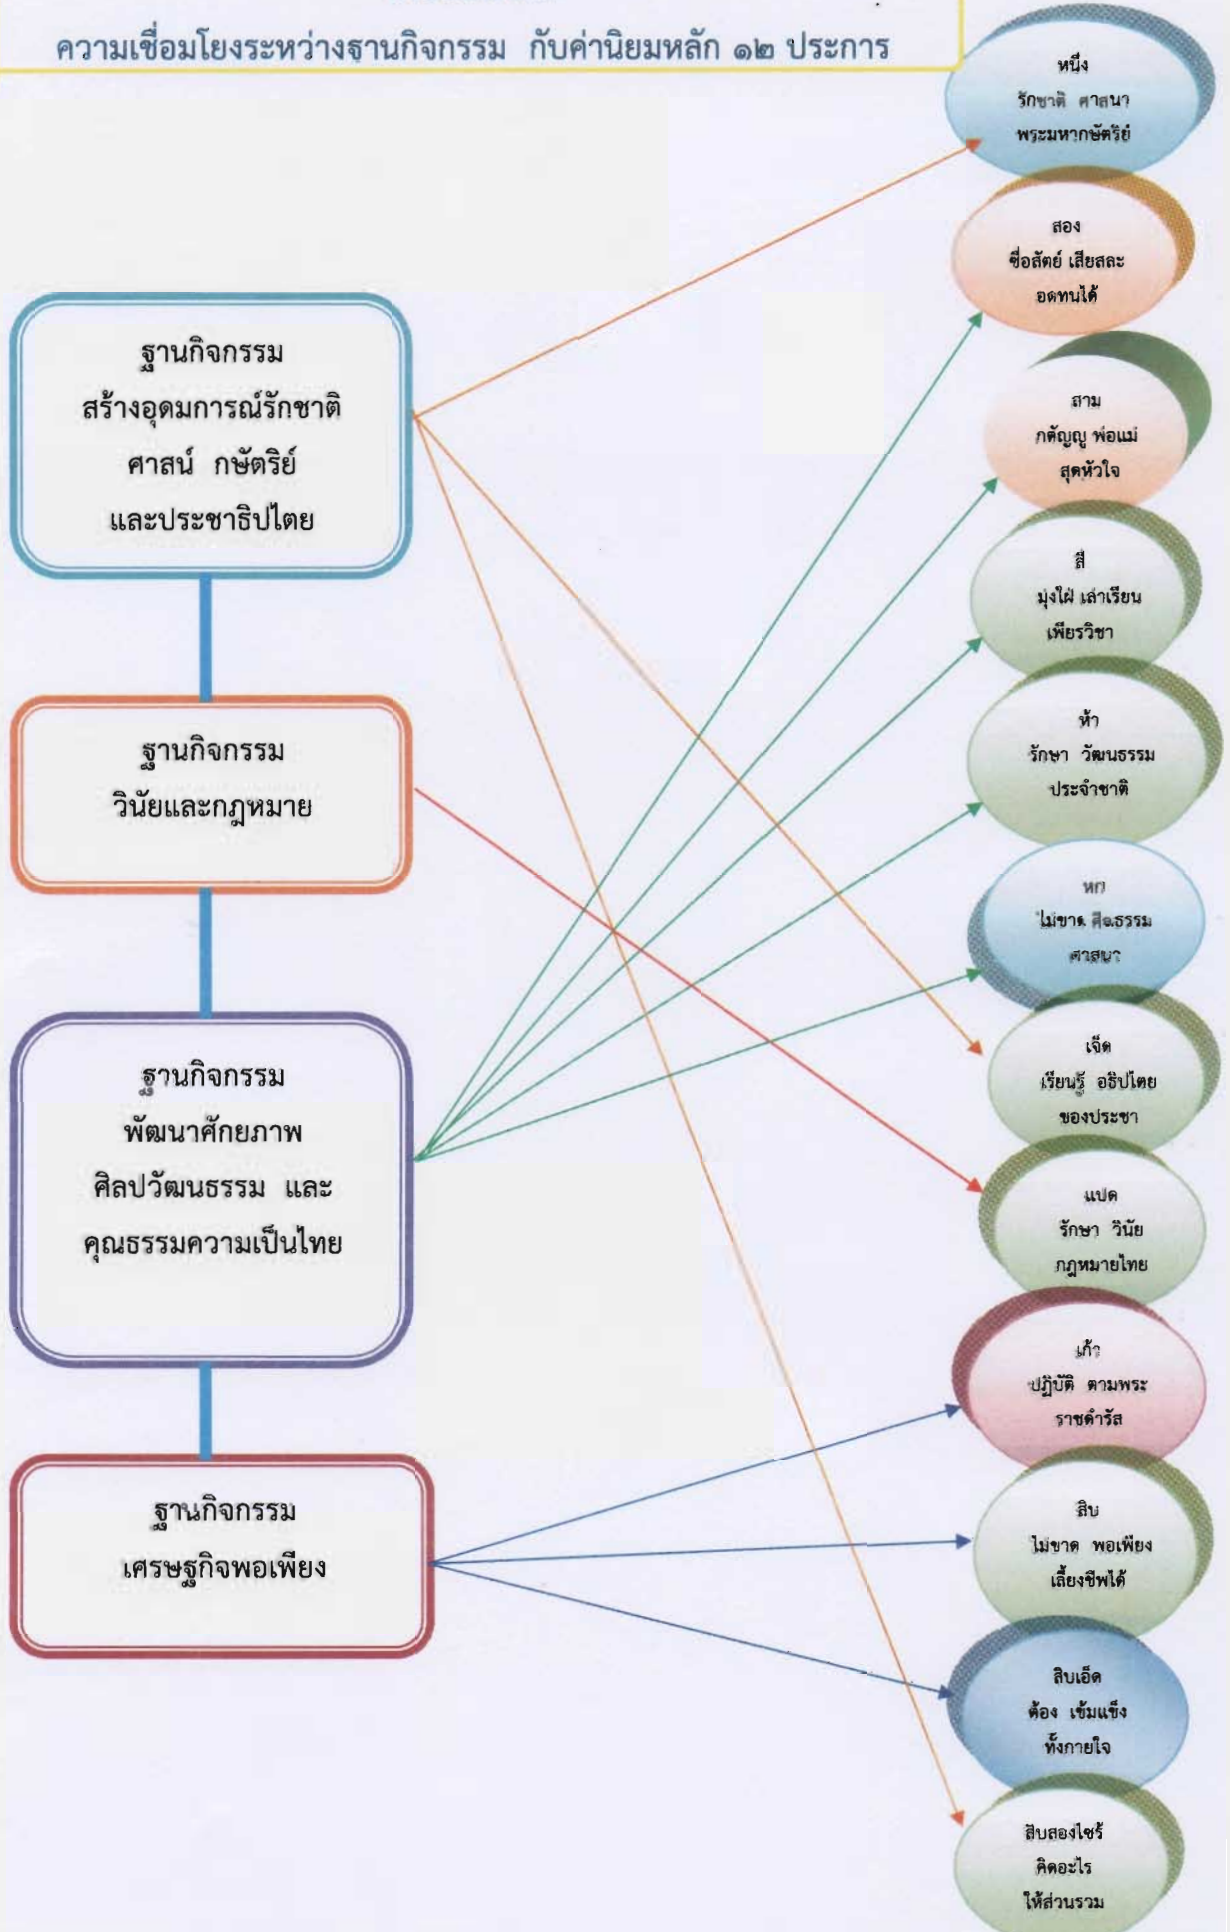 ความเชื่อมโยงระหว่างฐานกิจกรรม กับค่านิยมหลัก ๑๒ ประการ
ฐานกิจกรรม
สร้างอุดมการณ์รักชาติ
ศาสน์ กษัตริย์
และประชาธิปไตย
ฐานกิจกรรม
วินัยและกฎหมาย
ฐานกิจกรรม
พัฒนาศักยภาพ
ศิลปวัฒนธรรม และ
คุณธรรมความเป็นไทย
ฐานกิจกรรม
เศรษฐกิจพอเพียง
หนึ่ง
รักชาติ ศาสนา
พระมหากษัตริย์
สอง
ซื่อสัตย์ เสียสละ
อดทนได้
สาม
กตัญญู พ่อแม่
สุดหัวใจ
สี่
มุ่งใฝ่ เล่าเรียน
เพียรวิชา
ห้า
รักษา วัฒนธรรม
ประจำชาติ
หก
ไม่ขาด ศีลธรรม
ศาสนา
เจ็ด
เรียนรู้ อธิปไตย
ของประชา
แปด
รักษา วินัย
กฎหมายไทย
เก้า
ปฏิบัติ ตามพระ
ราชดำรัส
สิบ
ไม่ขาด พอเพียง
เลี้ยงชีพได้
สิบเอ็ด
ต้อง เข้มแข็ง
ทั้งกายใจ
สิบสองไซร้
คิดอะไร
ให้ส่วนรวม